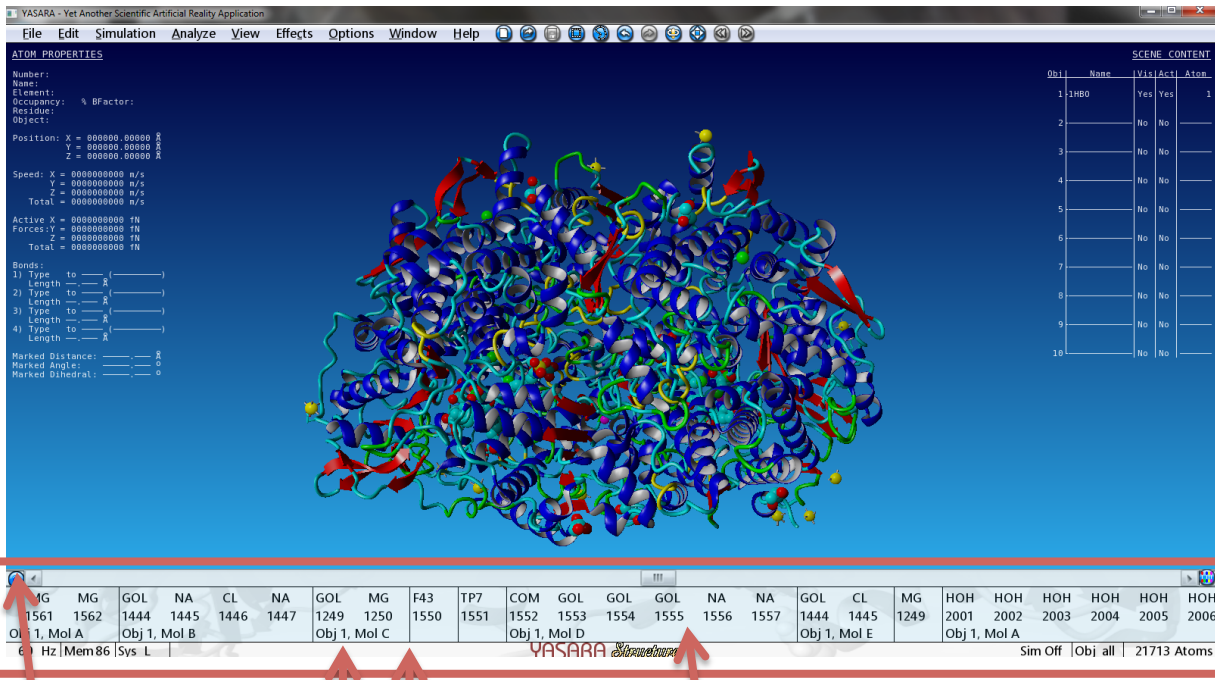 YASARA - Yet Another Scientific Artificial Reality Application
File Edit Simulation Analyze View Effects Options Window Help
ATOM PROPERTIES
Number:
Name:
Element:
Occupancy: % BFactor:
Residue:
Object:
Position: X = 000000.00000 Å
Y = 000000.00000 Å
Z = 000000.00000 Å
Speed: X = 0000000000 m/s
Y = 0000000000 m/s
Z = 0000000000 m/s
Total = 0000000000 m/s
Active X = 0000000000 fN
Forces:Y = 0000000000 fN
Z = 0000000000 fN
Total = 0000000000 fN
Bonds:
1) Type to —— (————)
Length ——.—— Å
2) Type to —— (————)
Length ——.—— Å
3) Type to —— (————)
Length ——.—— Å
4) Type to —— (————)
Length ——.—— Å
Marked Distance: ——.—— Å
Marked Angle: ——.—— o
Marked Dihedral: ——.—— o
SCENE CONTENT
Obj Name Vis Act Atom
1 1HBO Yes Yes 1
2 No No
3 No No
4 No No
5 No No
6 No No
7 No No
8 No No
9 No No
10 No No
MG MG GOL NA CL NA GOL MG F43 TP7 COM GOL GOL GOL NA NA GOL CL MG HOH HOH HOH HOH HOH HOH
1561 1562 1444 1445 1446 1447 1249 1250 1550 1551 1552 1553 1554 1555 1556 1557 1444 1445 1249 2001 2002 2003 2004 2005 2006
Obj 1, Mol A Obj 1, Mol B Obj 1, Mol C Obj 1, Mol D Obj 1, Mol E Obj 1, Mol A
Hz Mem86 Sys L YASARA Structure Sim Off Obj all 21713 Atoms